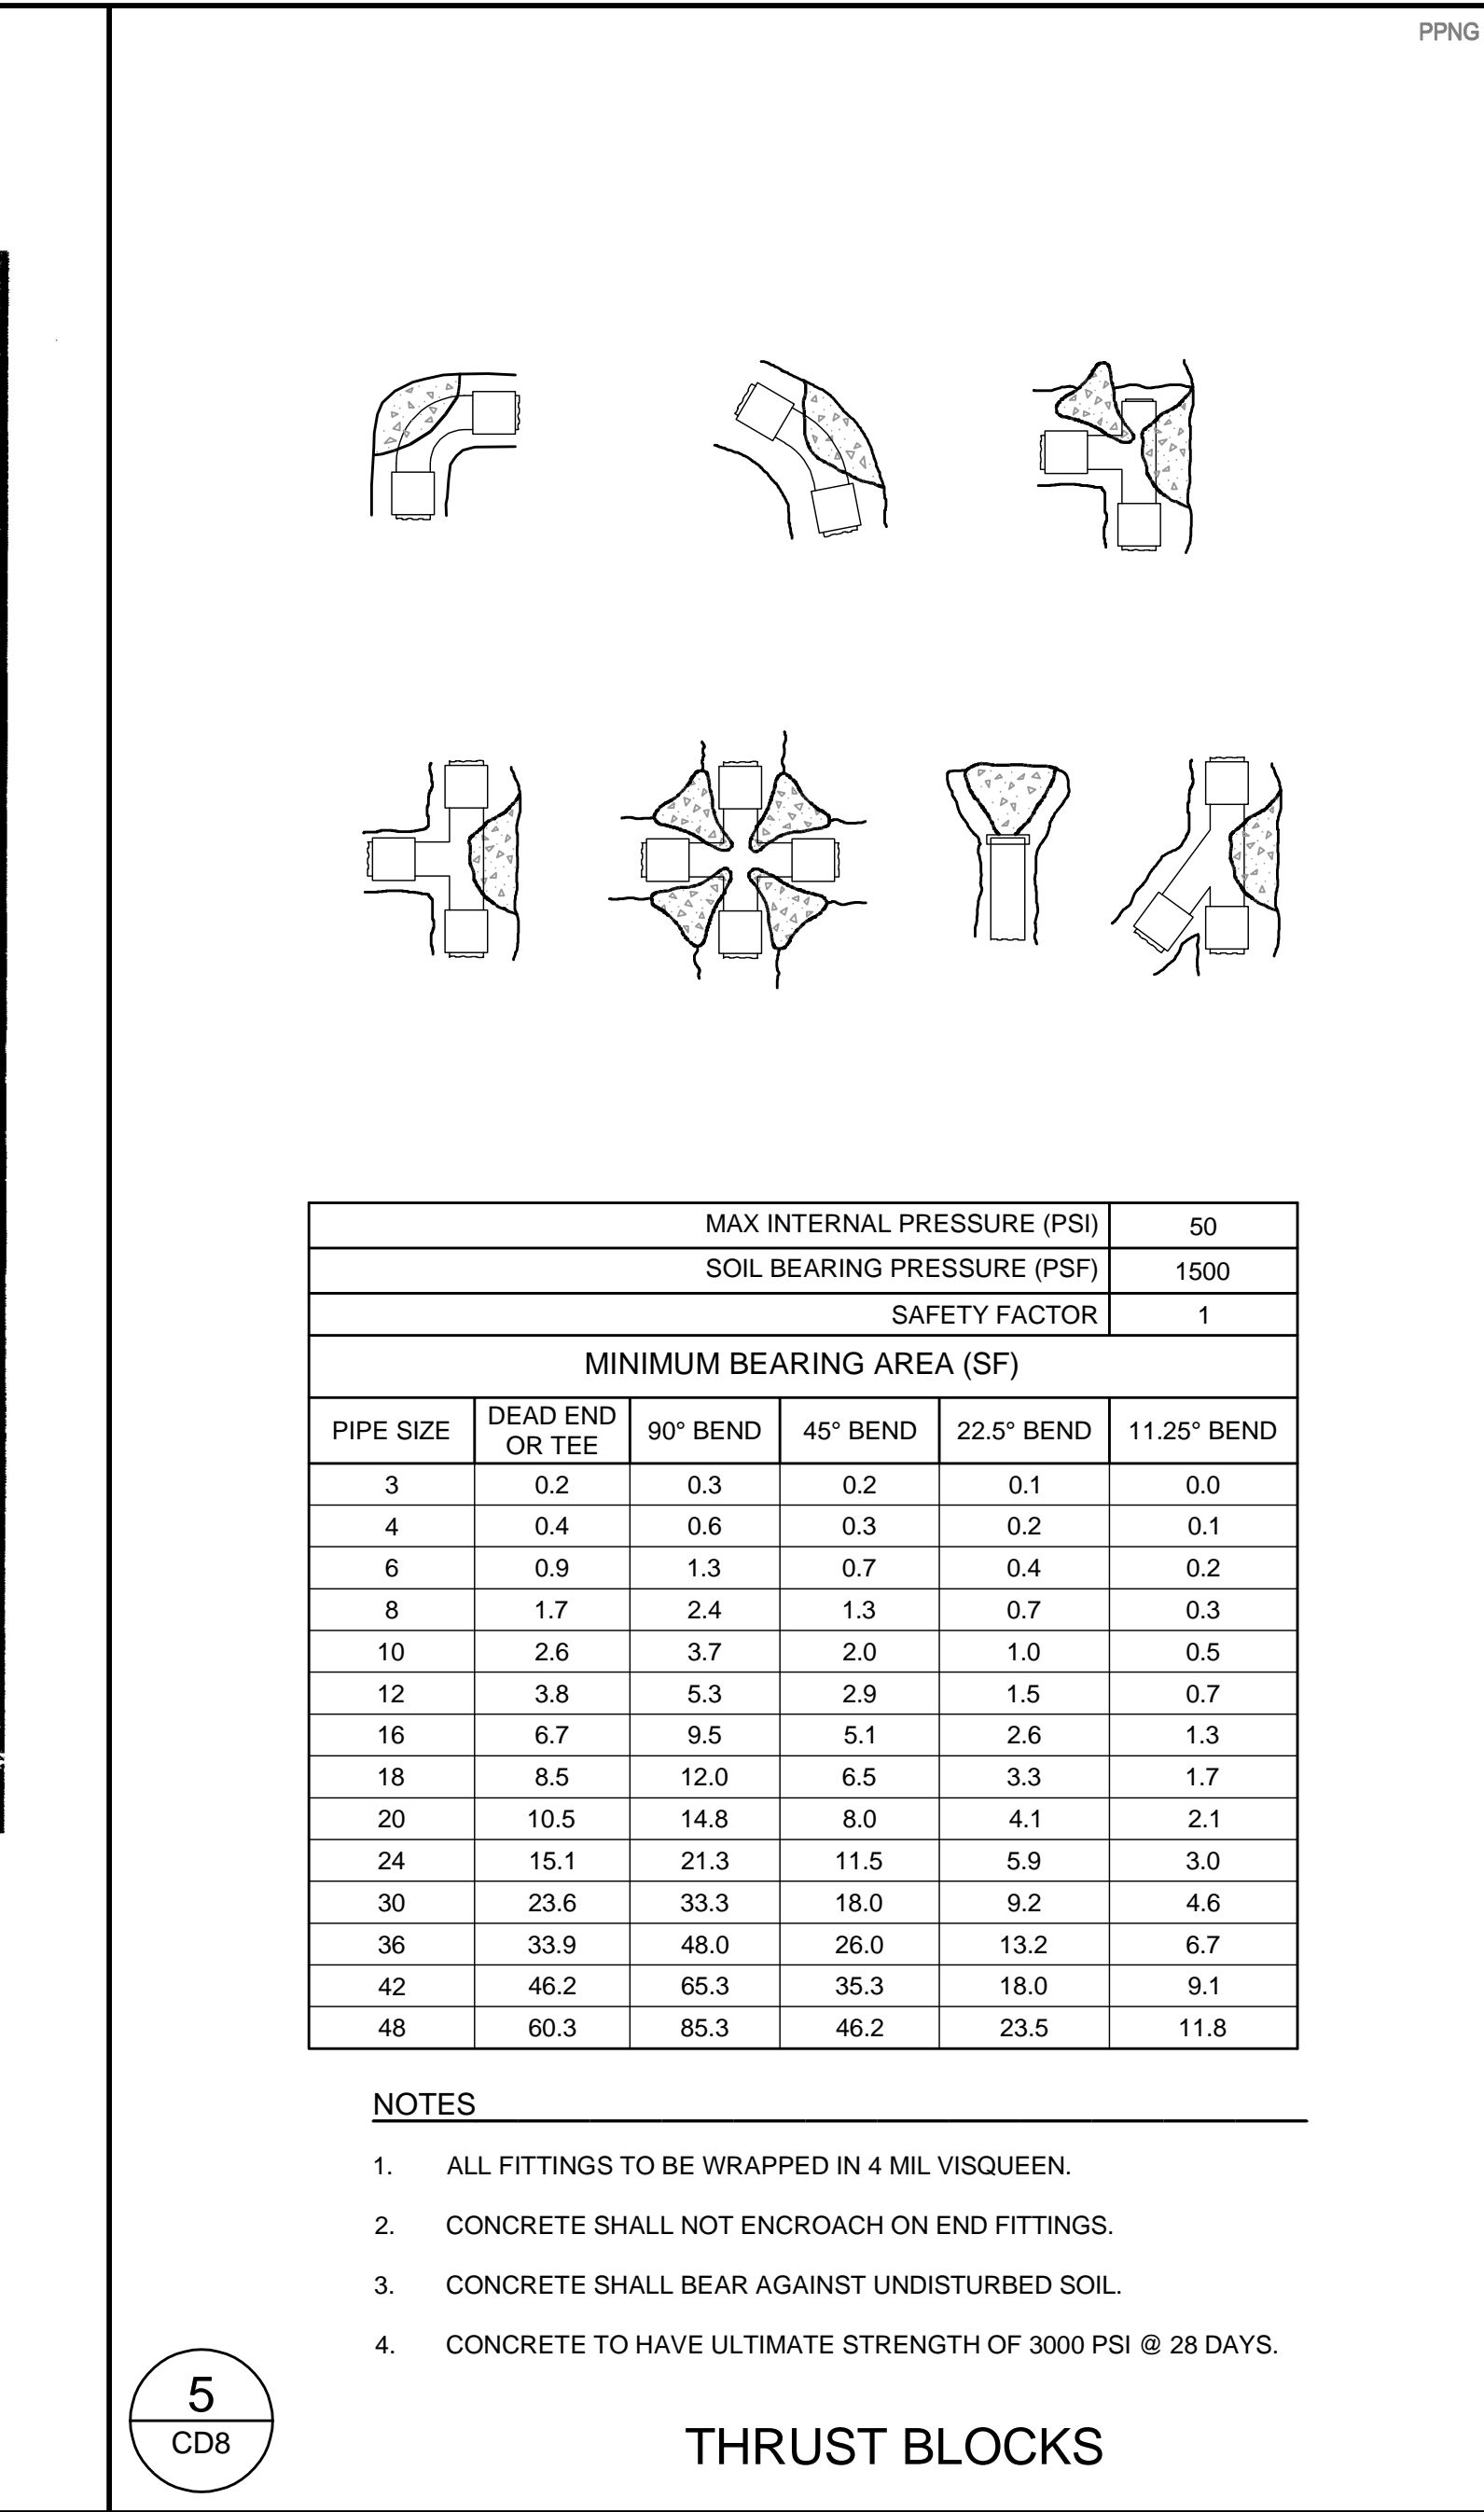 PPNG
MAX INTERNAL PRESSURE (PSI) 50
SOIL BEARING PRESSURE (PSF) 1500
SAFETY FACTOR 1
MINIMUM BEARING AREA (SF)
PIPE SIZE DEAD END OR TEE 90° BEND 45° BEND 22.5° BEND 11.25° BEND
3 0.2 0.3 0.2 0.1 0.0
4 0.4 0.6 0.3 0.2 0.1
6 0.9 1.3 0.7 0.4 0.2
8 1.7 2.4 1.3 0.7 0.3
10 2.6 3.7 2.0 1.0 0.5
12 3.8 5.3 2.9 1.5 0.7
16 6.7 9.5 5.1 2.6 1.3
18 8.5 12.0 6.5 3.3 1.7
20 10.5 14.8 8.0 4.1 2.1
24 15.1 21.3 11.5 5.9 3.0
30 23.6 33.3 18.0 9.2 4.6
36 33.9 48.0 26.0 13.2 6.7
42 46.2 65.3 35.3 18.0 9.1
48 60.3 85.3 46.2 23.5 11.8
NOTES
1. ALL FITTINGS TO BE WRAPPED IN 4 MIL VISQUEEN.
2. CONCRETE SHALL NOT ENCROACH ON END FITTINGS.
3. CONCRETE SHALL BEAR AGAINST UNDISTURBED SOIL.
4. CONCRETE TO HAVE ULTIMATE STRENGTH OF 3000 PSI @ 28 DAYS.
5
CD8
THRUST BLOCKS